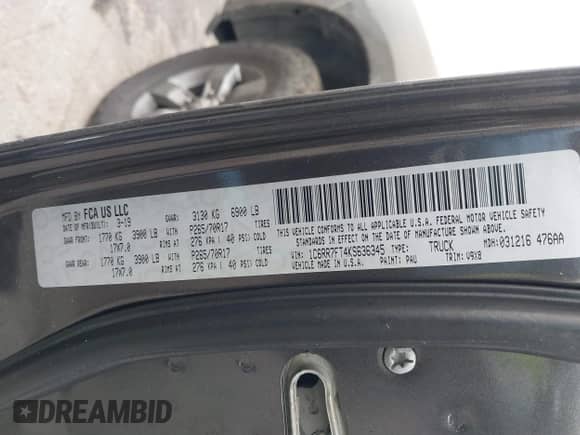 MFD BY FCA US LLC
DATE OF MFR(BUILT): 3-19 GVWR: 3130 KG 6900 LB
GAWR FRONT: 1770 KG 3900 LB WITH P265/70R17 TIRES
17X7.0 RIMS AT 276 KPA ( 40 PSI) COLD
GAWR REAR: 1770 KG 3900 LB WITH P265/70R17 TIRES
17X7.0 RIMS AT 276 KPA ( 40 PSI) COLD
THIS VEHICLE CONFORMS TO ALL APPLICABLE U.S.A. FEDERAL MOTOR VEHICLE SAFETY
STANDARDS IN EFFECT ON THE DATE OF MANUFACTURE SHOWN ABOVE.
VIN: 1C6RR7FT4KS636345 TYPE: TRUCK MDH: 031216 476AA
VEHICLE MADE IN U.S.A. PAINT: PAU TRIM: V9X8
DREAMBID